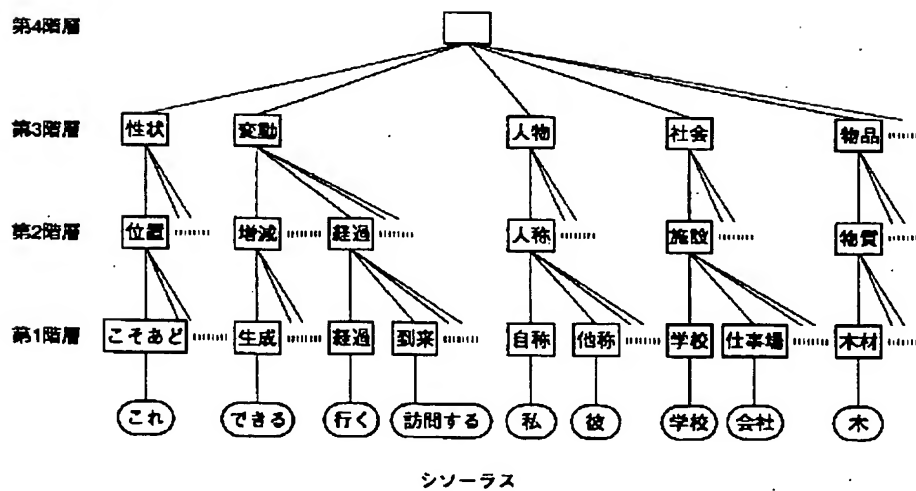 第4階層
第3階層 性状 変動 人物 社会 物品
第2階層 位置 増減 経過 人称 施設 物質
第1階層 こそあど 生成 経過 到来 自称 他称 学校 仕事場 木材
これ できる 行く 訪問する 私 彼 学校 会社 木
シソーラス